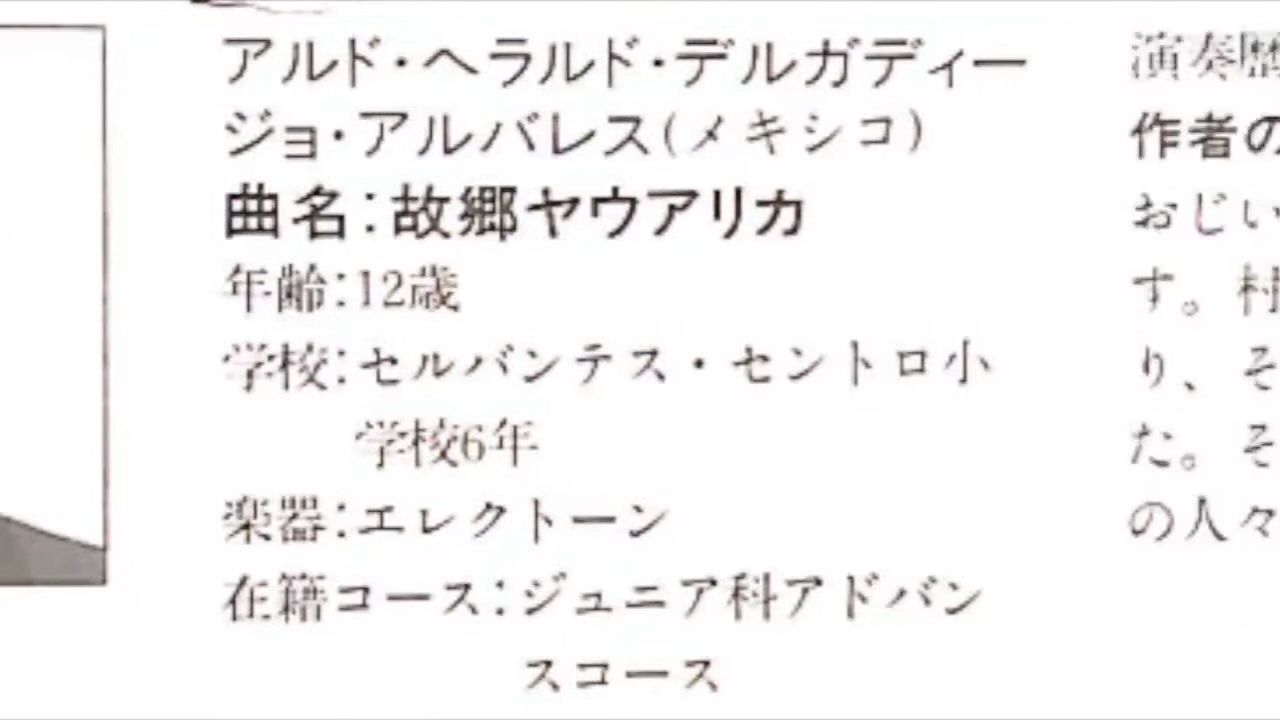 アルド・ヘラルド・デルガディー
ジョ・アルバレス(メキシコ)
曲名:故郷ヤウアリカ
年齢:12歳
学校:セルバンテス・セントロ小
学校6年
楽器:エレクトーン
在籍コース:ジュニア科アドバン
スコース
演奏歴
作者の
おじい
す。村
り、そ
た。そ
の人々